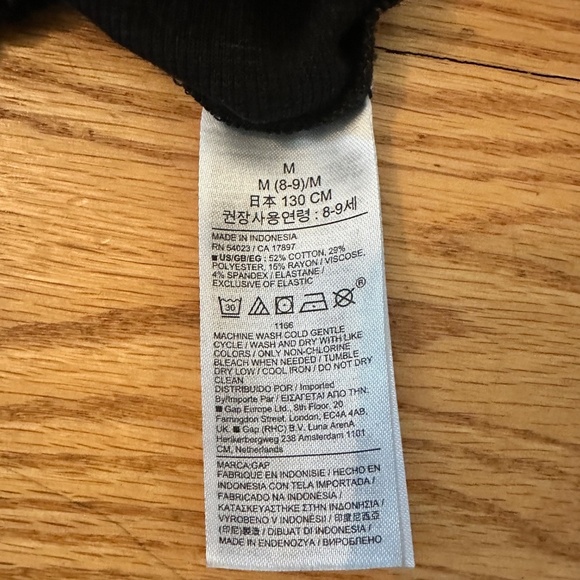 M
M (8-9)/M
日本 130 CM
권장사용연령 : 8-9세
MADE IN INDONESIA
RN 54023 / CA 17897
■ US/GB/EG : 52% COTTON, 29%
POLYESTER, 15% RAYON / VISCOSE,
4% SPANDEX / ELASTANE /
EXCLUSIVE OF ELASTIC
30 ®
1166
MACHINE WASH COLD GENTLE
CYCLE / WASH AND DRY WITH LIKE
COLORS / ONLY NON-CHLORINE
BLEACH WHEN NEEDED / TUMBLE
DRY LOW / COOL IRON / DO NOT DRY
CLEAN
DISTRIBUIDO POR / Imported
By/Importe Par / ΕΙΣΑΓΕΤΑΙ ΑΠΟ ΤΗΝ:
■ Gap Europe Ltd., 5th Floor, 20
Farringdon Street, London, EC4A 4AB,
UK. ■ Gap (RHC) B.V. Luna ArenA
Herikerbergweg 238 Amsterdam 1101
CM, Netherlands
MARCA:GAP
FABRIQUE EN INDONISIE / HECHO EN
INDONESIA CON TELA IMPORTADA /
FABRICADO NA INDONÉSIA /
ΚΑΤΑΣΚΕΥΑΣΤΗΚΕ ΣΤΗΝ ΙΝΔΟΝΗΣΙΑ /
VYROBENO V INDONÉSII / 印度尼西亚
(印尼)製造 / DIBUAT DI INDONESIA /
MADE IN ENDENOZYA / ВИРОБЛЕНО